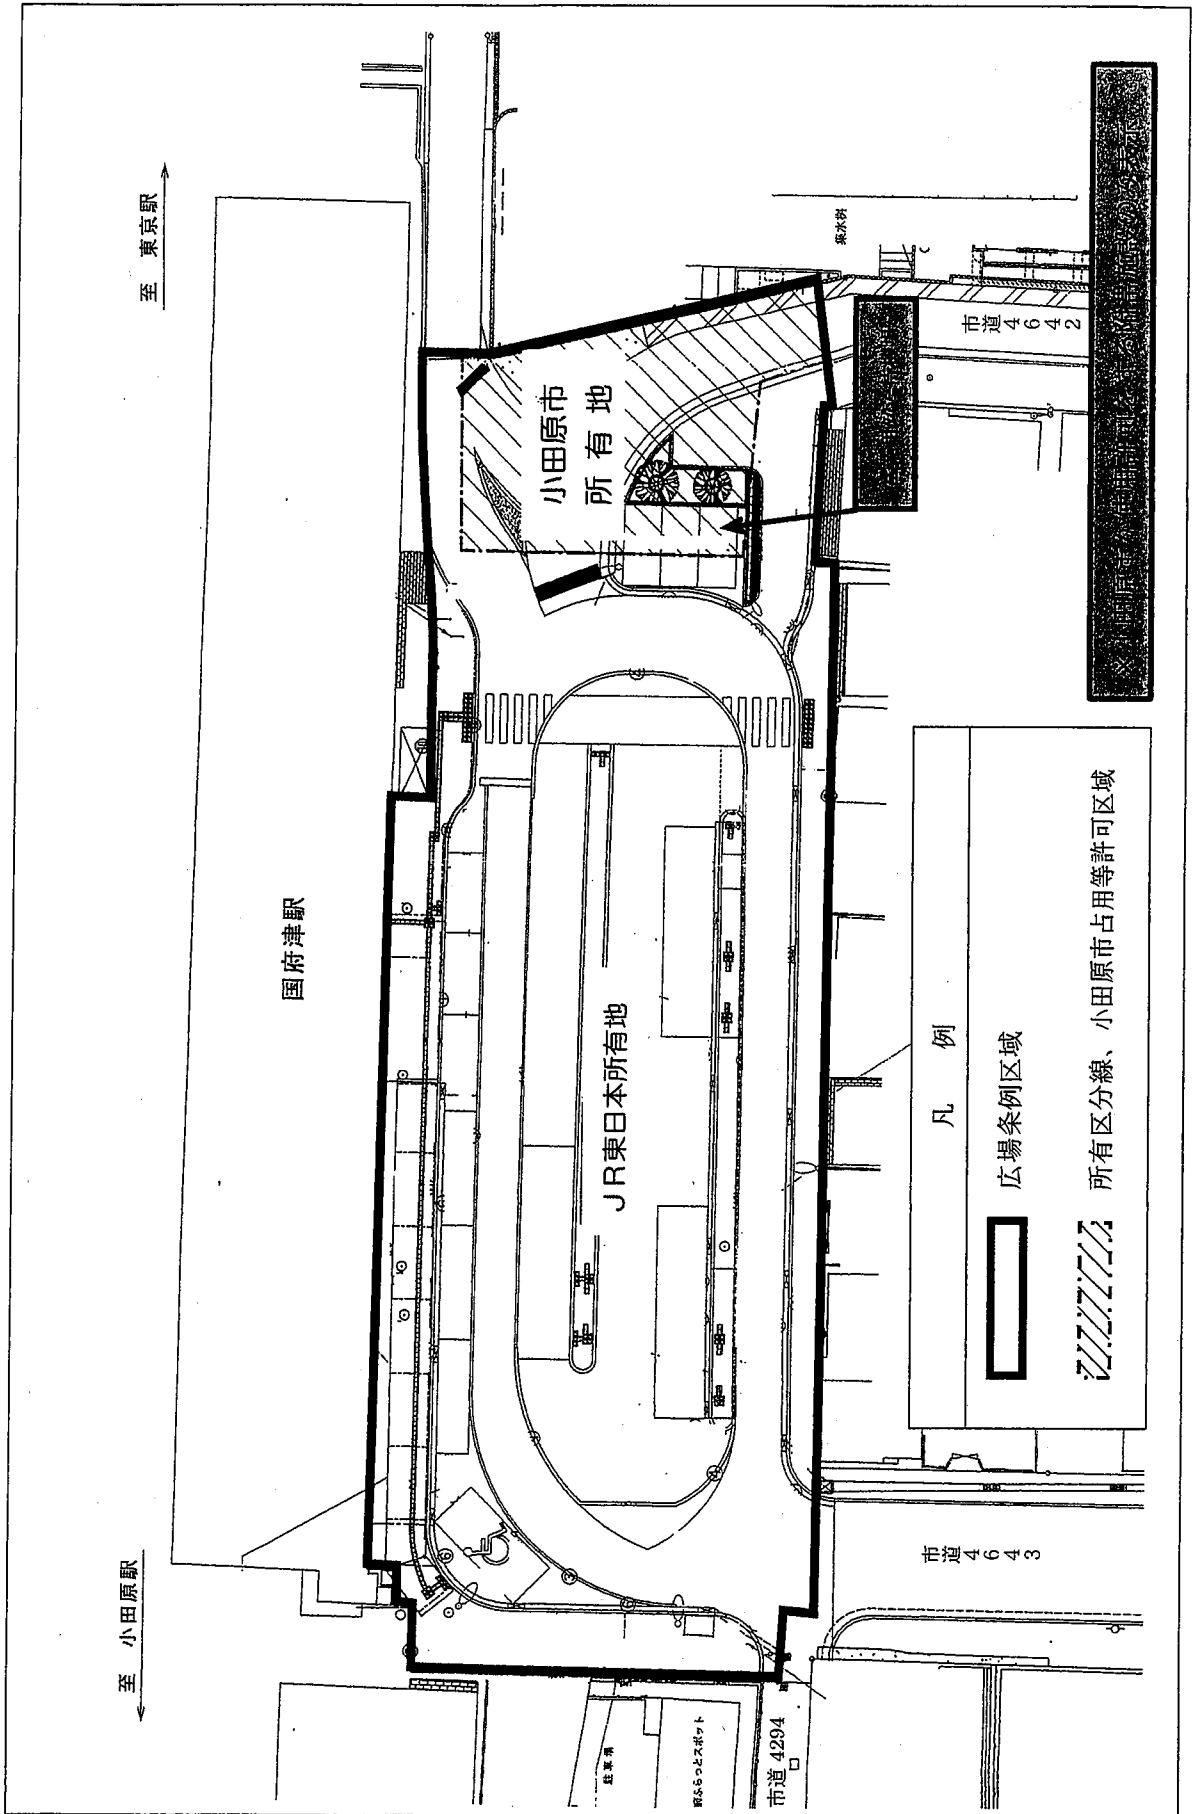 至 小田原駅
至 東京駅
国府津駅
小田原市
所有地
JR東日本所有地
集水桝
市道4642
市道4643
市道4294
駐車場
凡例
広場条例区域
所有区分線、小田原市占用等許可区域